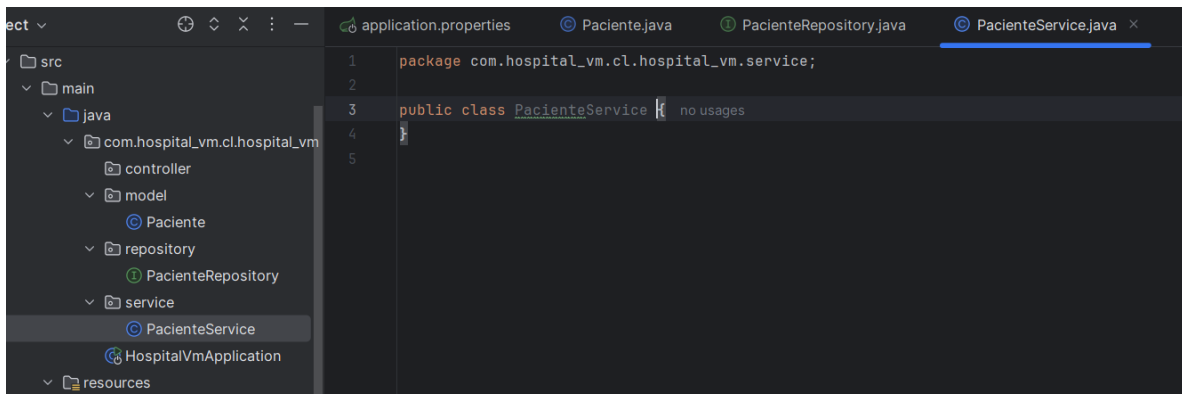 ect
src
main
java
com.hospital_vm.cl.hospital_vm
controller
model
Paciente
repository
PacienteRepository
service
PacienteService
HospitalVmApplication
resources
application.properties Paciente.java PacienteRepository.java PacienteService.java
1 package com.hospital_vm.cl.hospital_vm.service;
2
3 public class PacienteService { no usages
4 }
5